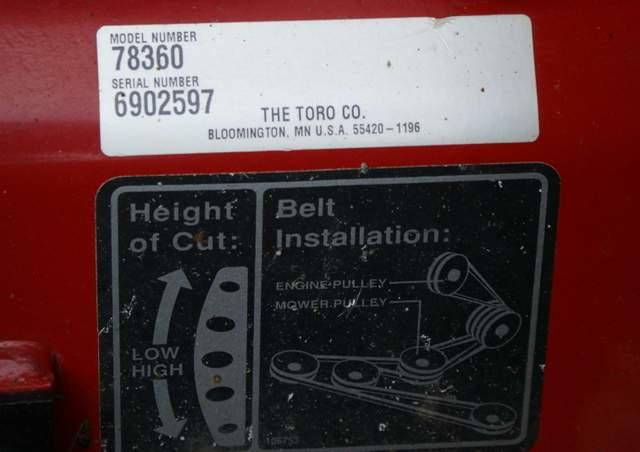 MODEL NUMBER
78360
SERIAL NUMBER
6902597
THE TORO CO.
BLOOMINGTON, MN U.S.A. 55420-1196
Height
of Cut:
LOW
HIGH
Belt
Installation:
ENGINE PULLEY
MOWER PULLEY
106753